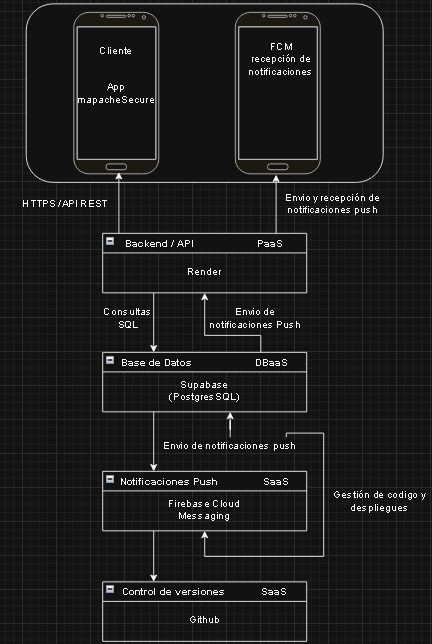 Cliente
App
mapacheSecure
FCM
recepción de
notificaciones
HTTPS/API REST
Envio y recepción de
notificaciones push
Backend / API PaaS
Render
Consultas
SQL
Envio de
notificaciones Push
Base de Datos DBaaS
Supabase
(PostgresSQL)
Envio de notificaciones push
Notificaciones Push SaaS
Firebase Cloud
Messaging
Gestión de codigo y
despliegues
Control de versiones SaaS
Github